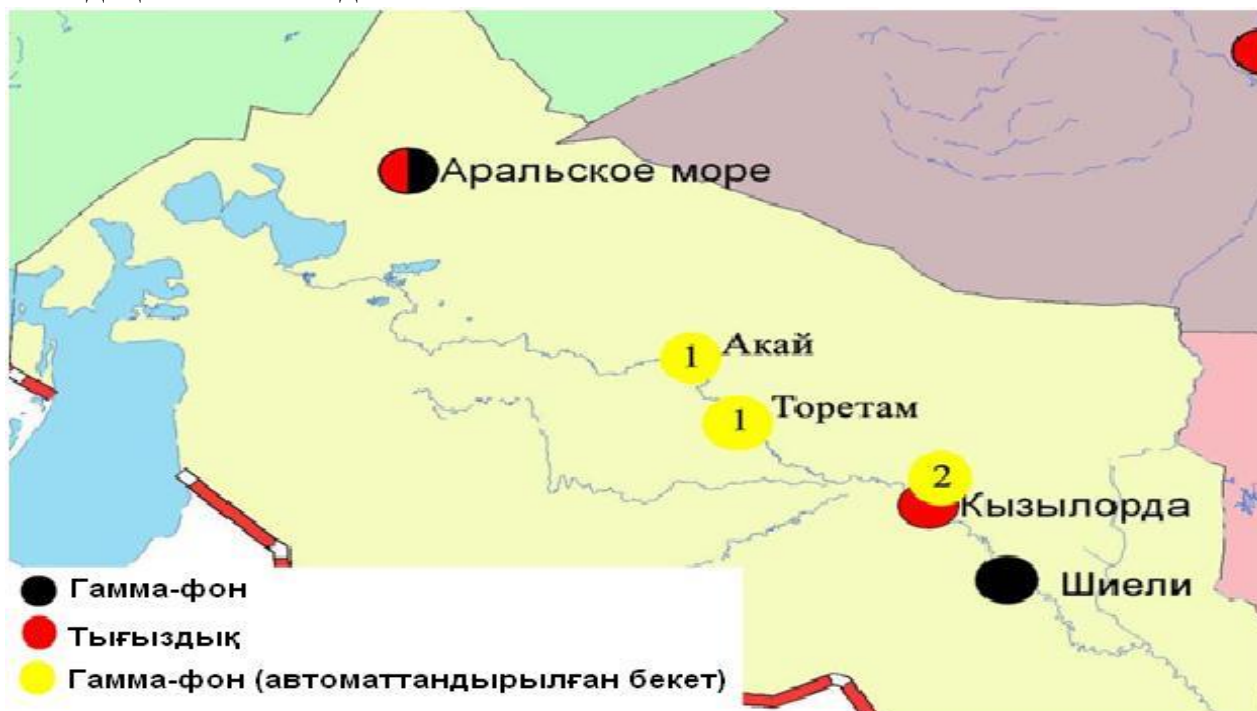 Аральское море
1 Акай
1 Торетам
2
Кызылорда
Шиели
Гамма-фон
Тығыздық
Гамма-фон (автоматтандырылған бекет)